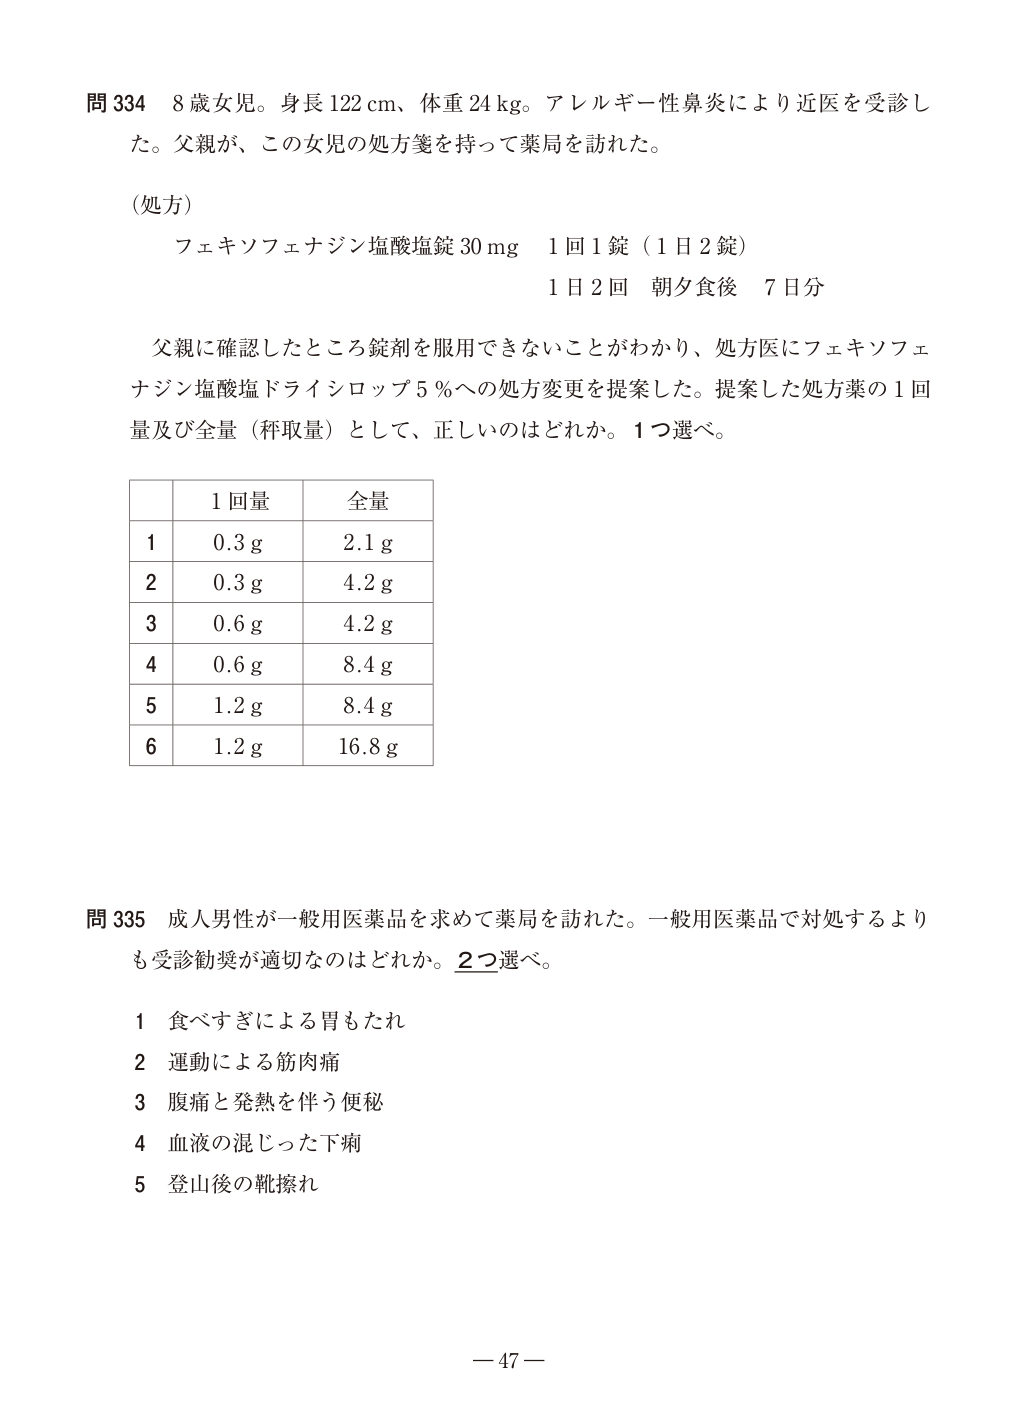 問 334　8 歳女児。身長 122 cm、体重 24 kg。アレルギー性鼻炎により近医を受診し
た。父親が、この女児の処方箋を持って薬局を訪れた。
（処方）
フェキソフェナジン塩酸塩錠 30 mg　1 回 1 錠（1 日 2 錠）
1 日 2 回　朝夕食後　7 日分
父親に確認したところ錠剤を服用できないことがわかり、処方医にフェキソフェ
ナジン塩酸塩ドライシロップ 5 %への処方変更を提案した。提案した処方薬の 1 回
量及び全量（秤取量）として、正しいのはどれか。1つ選べ。
1 回量　全量
1　0.3 g　2.1 g
2　0.3 g　4.2 g
3　0.6 g　4.2 g
4　0.6 g　8.4 g
5　1.2 g　8.4 g
6　1.2 g　16.8 g
問 335　成人男性が一般用医薬品を求めて薬局を訪れた。一般用医薬品で対処するより
も受診勧奨が適切なのはどれか。2つ選べ。
1　食べすぎによる胃もたれ
2　運動による筋肉痛
3　腹痛と発熱を伴う便秘
4　血液の混じった下痢
5　登山後の靴擦れ
— 47 —